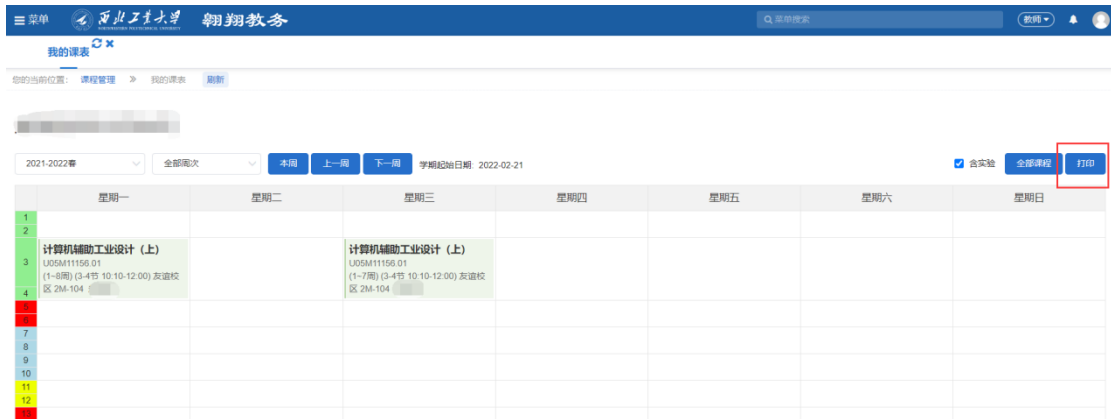 菜单 西北工业大学 翱翔教务 菜单搜索 教师
NORTHWESTERN POLYTECHNICAL UNIVERSITY
我的课表
您的当前位置: 课程管理 » 我的课表 刷新
2021-2022春 全部周次 本周 上一周 下一周 学期起始日期: 2022-02-21 含实验 全部课程 打印
星期一 星期二 星期三 星期四 星期五 星期六 星期日
1
2
3
4
计算机辅助工业设计（上）
U05M11156.01
(1~8周) (3-4节 10:10-12:00) 友谊校
区 2M-104
计算机辅助工业设计（上）
U05M11156.01
(1~7周) (3-4节 10:10-12:00) 友谊校
区 2M-104
5
6
7
8
9
10
11
12
13